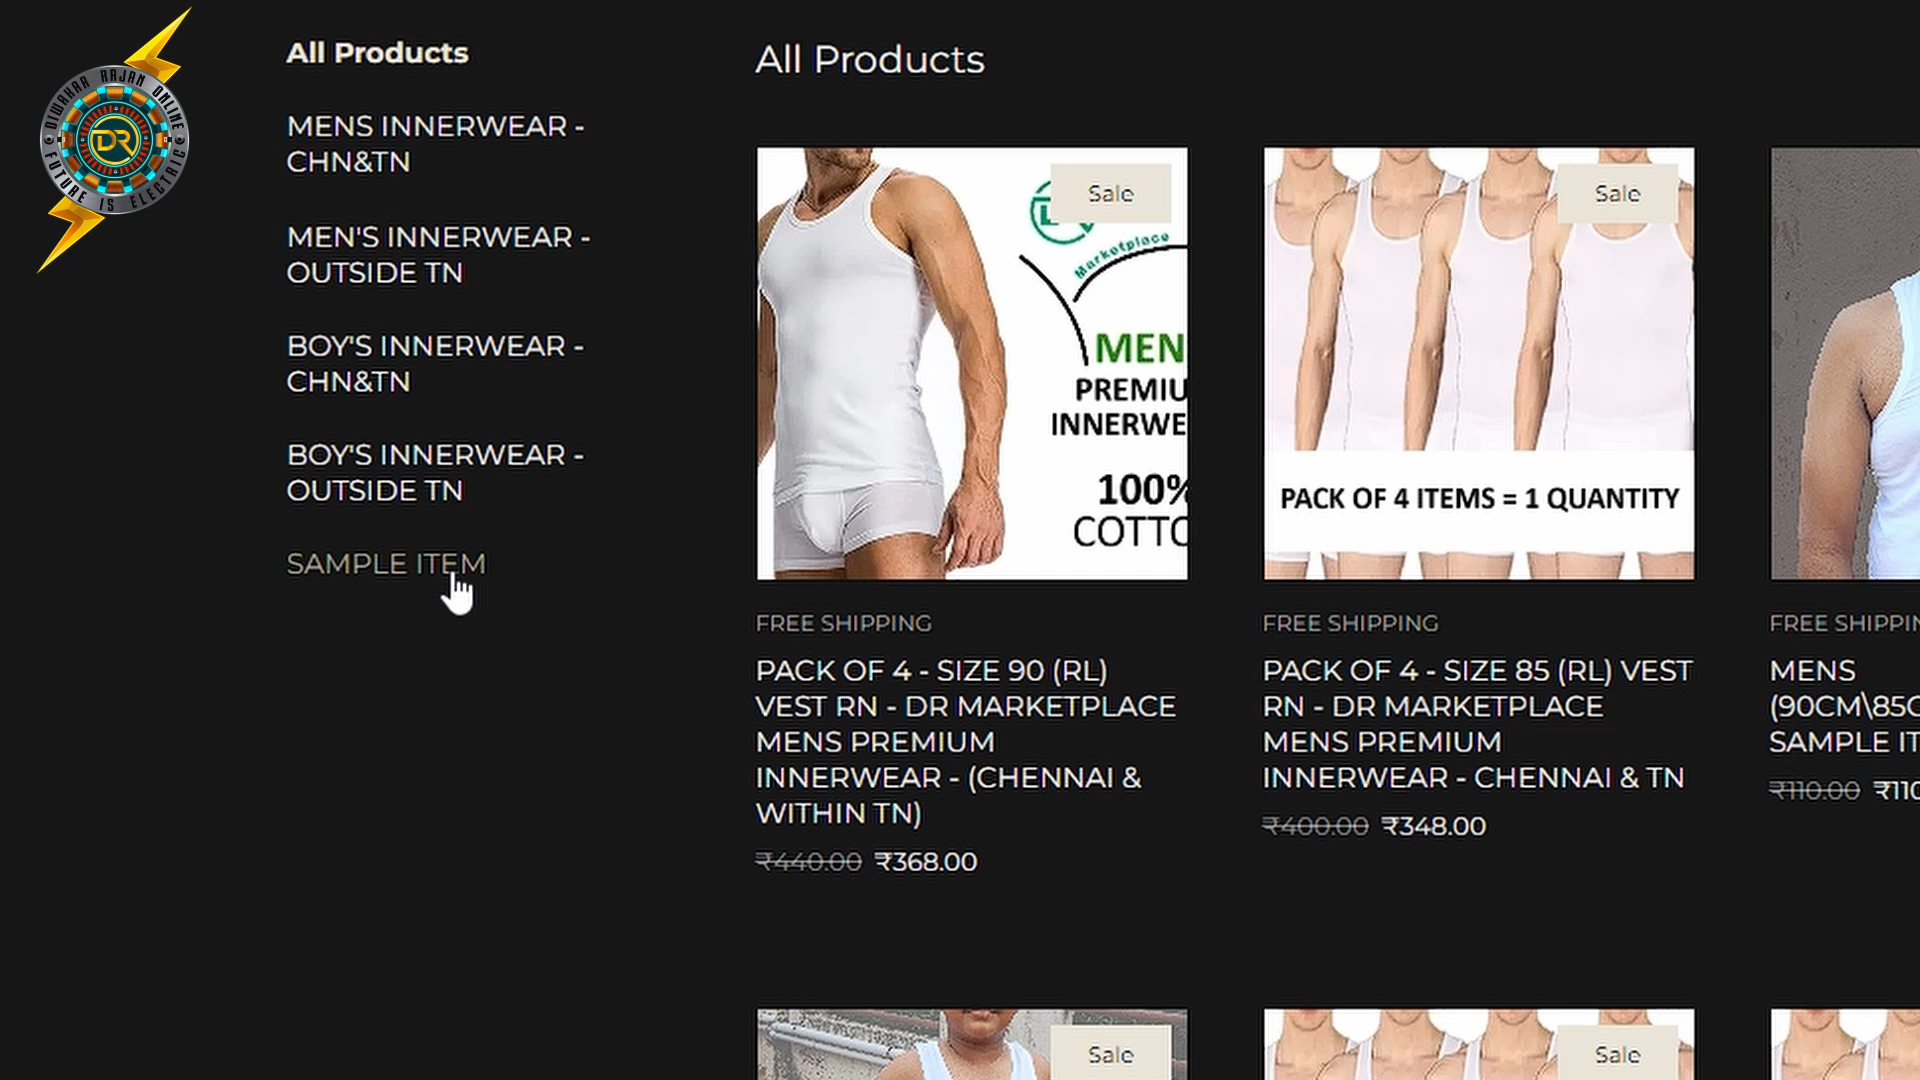 DIWAKAR RAJAN ONLINE
DR
FUTURE IS ELECTRIC
All Products
MENS INNERWEAR -
CHN&TN
MEN'S INNERWEAR -
OUTSIDE TN
BOY'S INNERWEAR -
CHN&TN
BOY'S INNERWEAR -
OUTSIDE TN
SAMPLE ITEM
All Products
Sale
Marketplace
MEN
PREMIU
INNERWE
100%
COTTO
FREE SHIPPING
PACK OF 4 - SIZE 90 (RL)
VEST RN - DR MARKETPLACE
MENS PREMIUM
INNERWEAR - (CHENNAI &
WITHIN TN)
₹440.00 ₹368.00
Sale
PACK OF 4 ITEMS = 1 QUANTITY
FREE SHIPPING
PACK OF 4 - SIZE 85 (RL) VEST
RN - DR MARKETPLACE
MENS PREMIUM
INNERWEAR - CHENNAI & TN
₹400.00 ₹348.00
FREE SHIPPIN
MENS
(90CM\85C
SAMPLE IT
₹110.00 ₹110
Sale
Sale